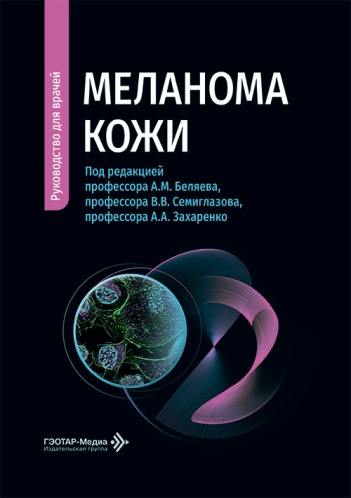 Руководство для врачей
МЕЛАНОМА
КОЖИ
Под редакцией
профессора А.М. Беляева,
профессора В.В. Семиглазова,
профессора А.А. Захаренко
ГЭОТАР-Медиа
Издательская группа